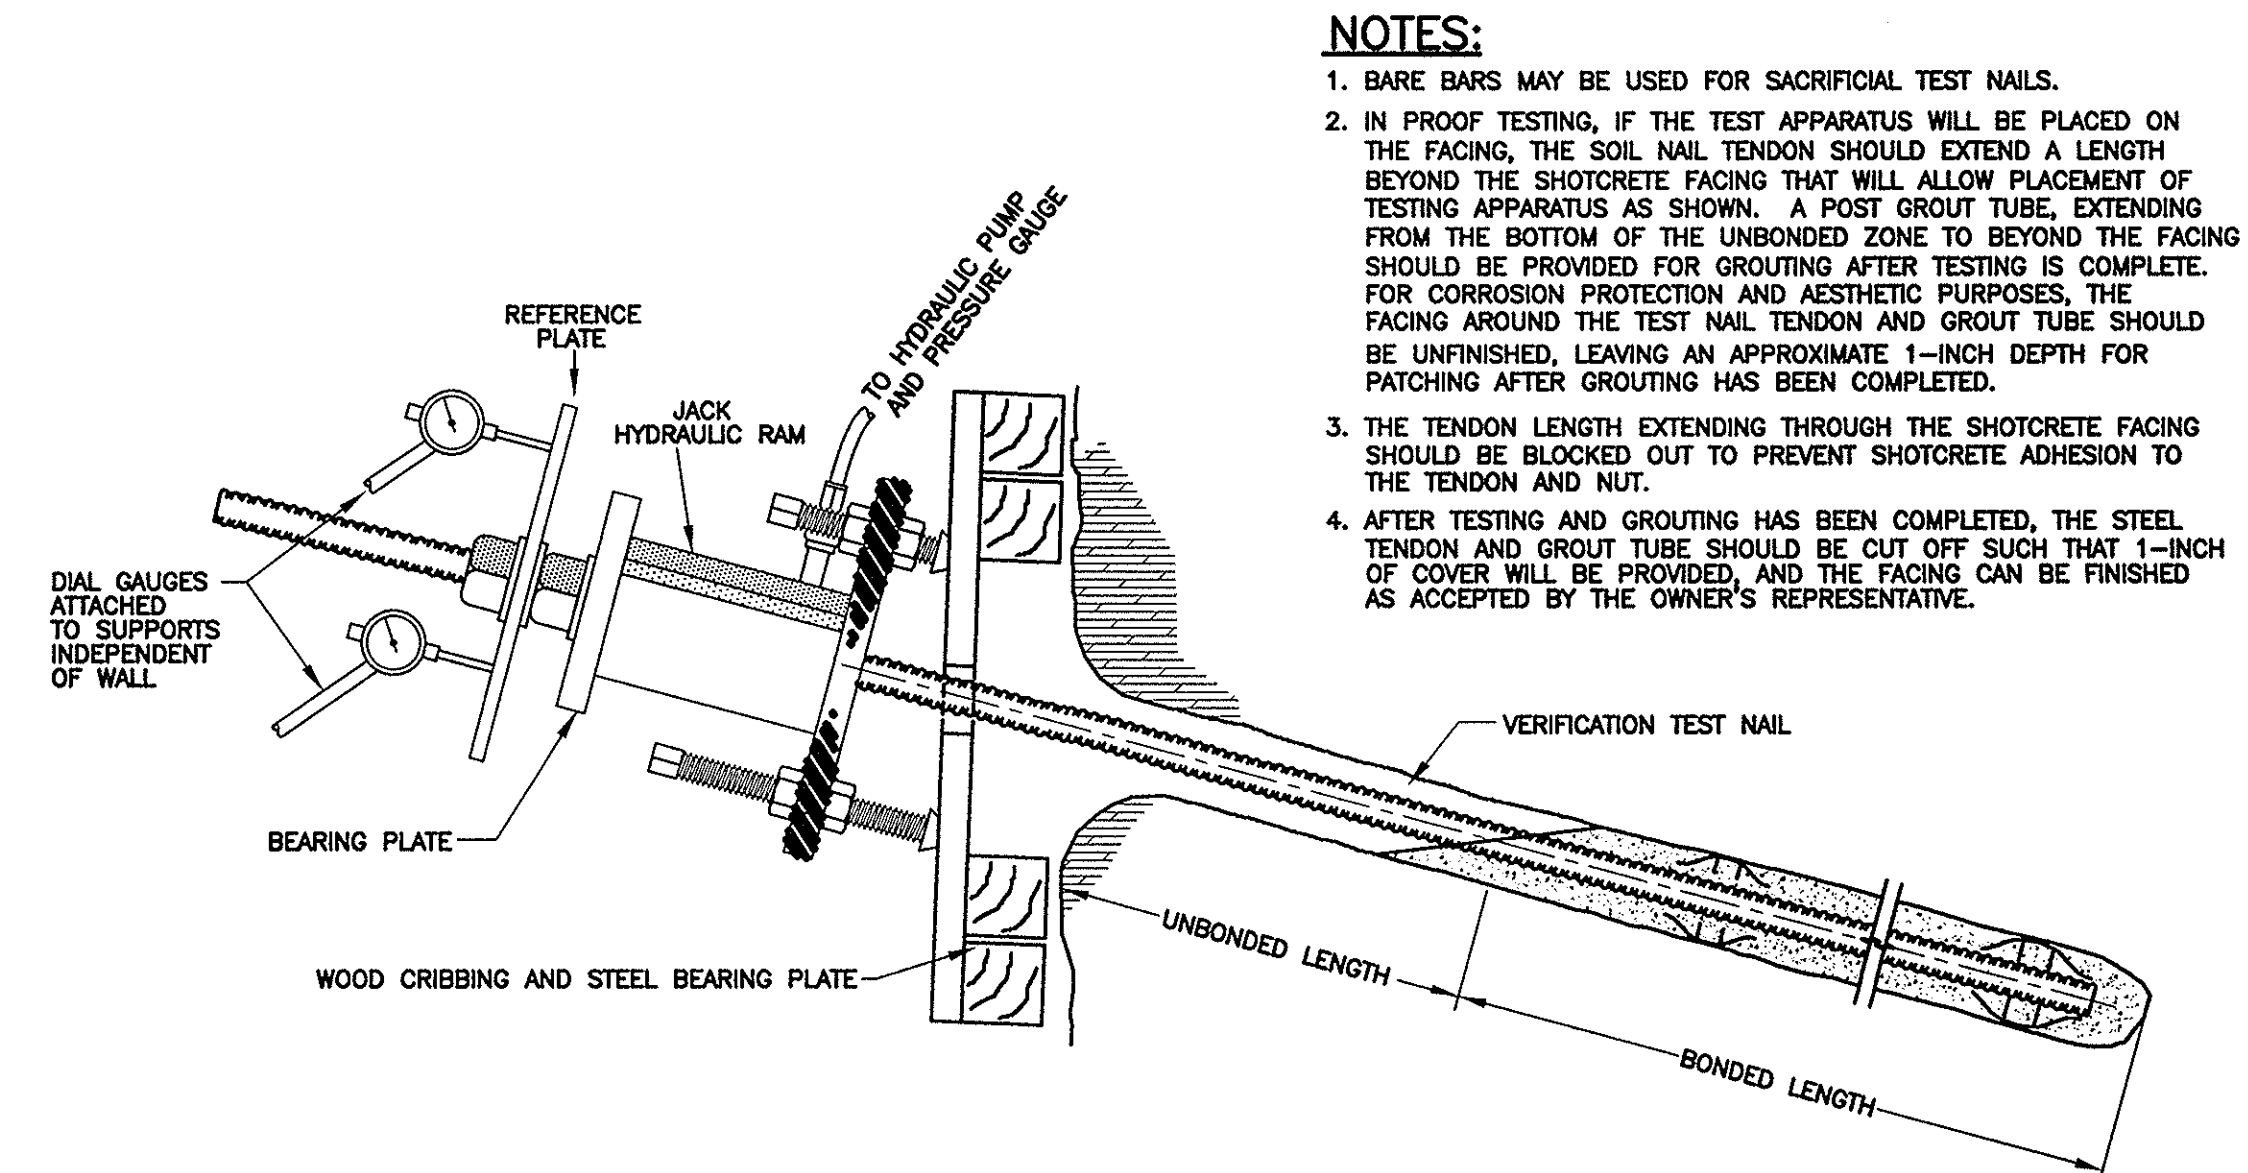 NOTES:
1. BARE BARS MAY BE USED FOR SACRIFICIAL TEST NAILS.
2. IN PROOF TESTING, IF THE TEST APPARATUS WILL BE PLACED ON
THE FACING, THE SOIL NAIL TENDON SHOULD EXTEND A LENGTH
BEYOND THE SHOTCRETE FACING THAT WILL ALLOW PLACEMENT OF
TESTING APPARATUS AS SHOWN. A POST GROUT TUBE, EXTENDING
FROM THE BOTTOM OF THE UNBONDED ZONE TO BEYOND THE FACING
SHOULD BE PROVIDED FOR GROUTING AFTER TESTING IS COMPLETE.
FOR CORROSION PROTECTION AND AESTHETIC PURPOSES, THE
FACING AROUND THE TEST NAIL TENDON AND GROUT TUBE SHOULD
BE UNFINISHED, LEAVING AN APPROXIMATE 1-INCH DEPTH FOR
PATCHING AFTER GROUTING HAS BEEN COMPLETED.
3. THE TENDON LENGTH EXTENDING THROUGH THE SHOTCRETE FACING
SHOULD BE BLOCKED OUT TO PREVENT SHOTCRETE ADHESION TO
THE TENDON AND NUT.
4. AFTER TESTING AND GROUTING HAS BEEN COMPLETED, THE STEEL
TENDON AND GROUT TUBE SHOULD BE CUT OFF SUCH THAT 1-INCH
OF COVER WILL BE PROVIDED, AND THE FACING CAN BE FINISHED
AS ACCEPTED BY THE OWNER'S REPRESENTATIVE.
TO HYDRAULIC PUMP
AND PRESSURE GAUGE
REFERENCE
PLATE
JACK
HYDRAULIC RAM
DIAL GAUGES
ATTACHED
TO SUPPORTS
INDEPENDENT
OF WALL
VERIFICATION TEST NAIL
BEARING PLATE
UNBONDED LENGTH
WOOD CRIBBING AND STEEL BEARING PLATE
BONDED LENGTH